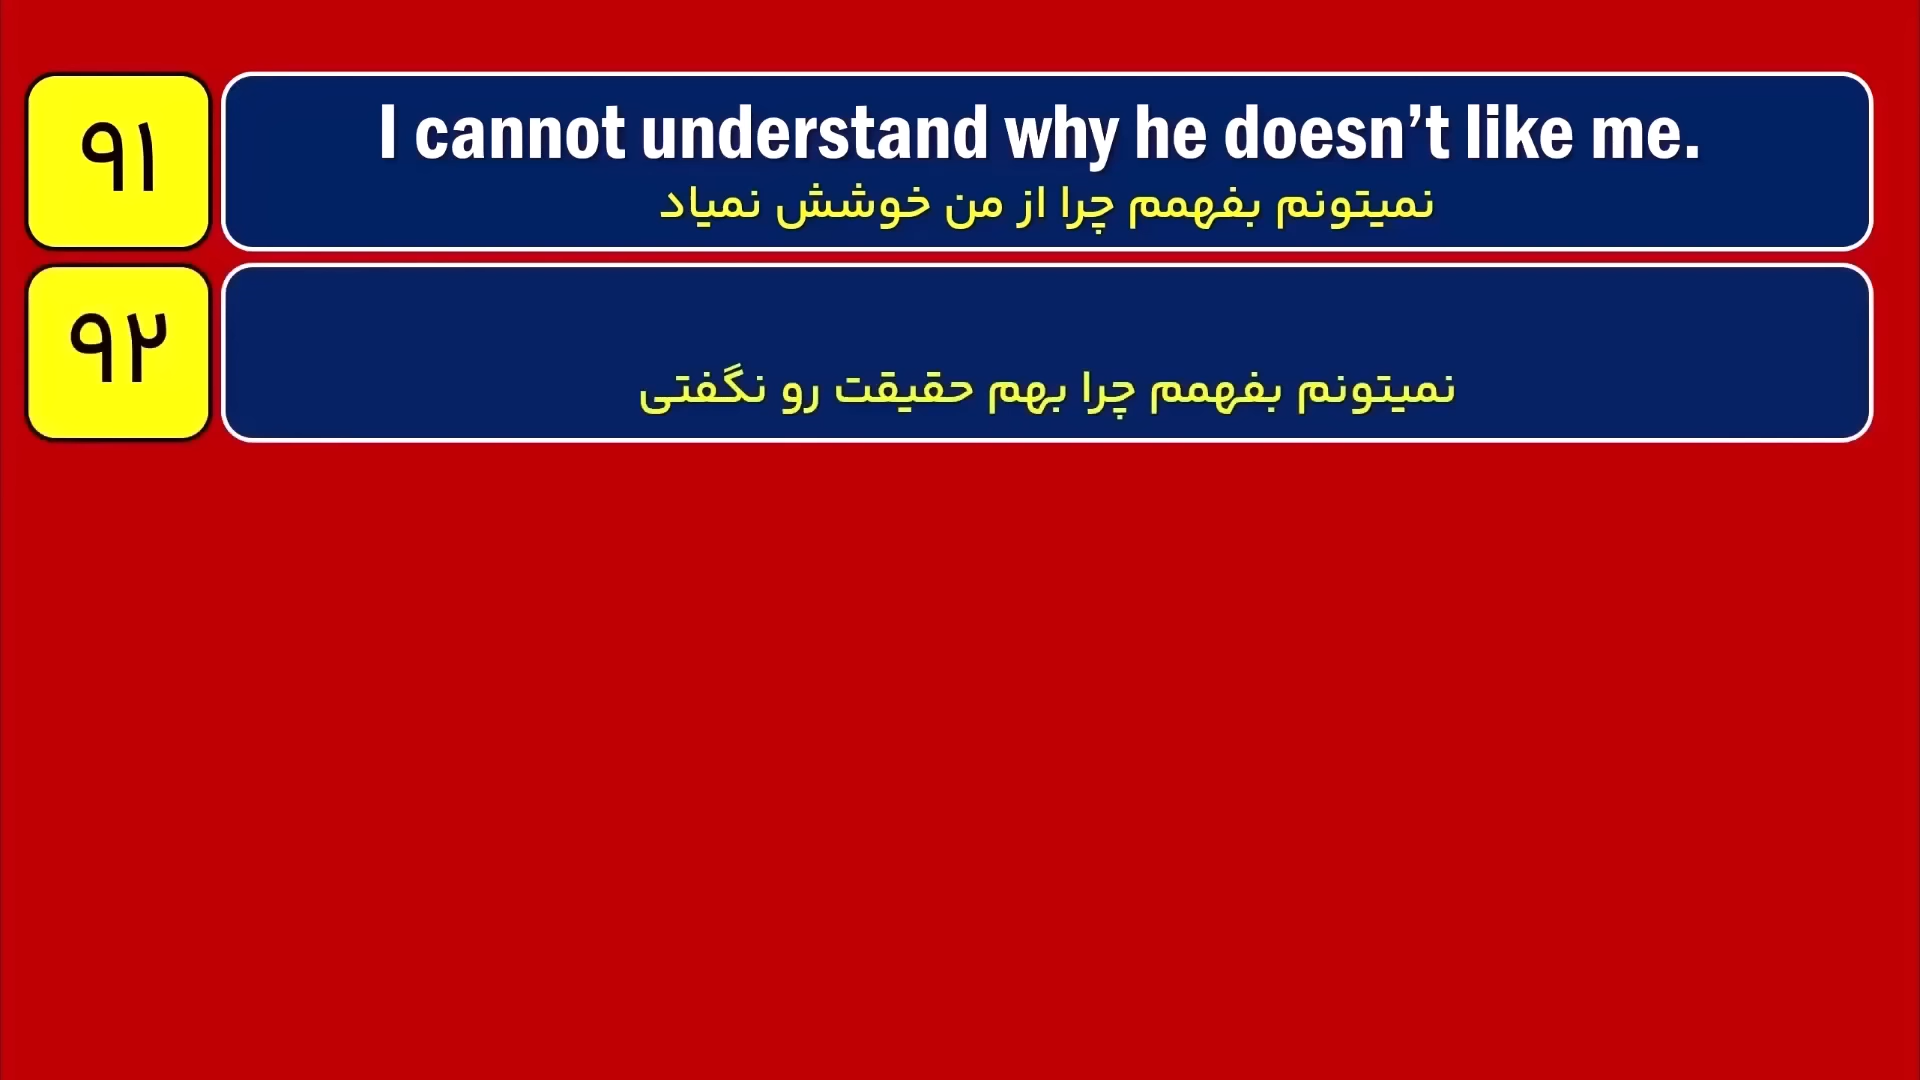 ۹۱
I cannot understand why he doesn’t like me.
نمیتونم بفهمم چرا از من خوشش نمیاد
۹۲
نمیتونم بفهمم چرا بهم حقیقت رو نگفتی